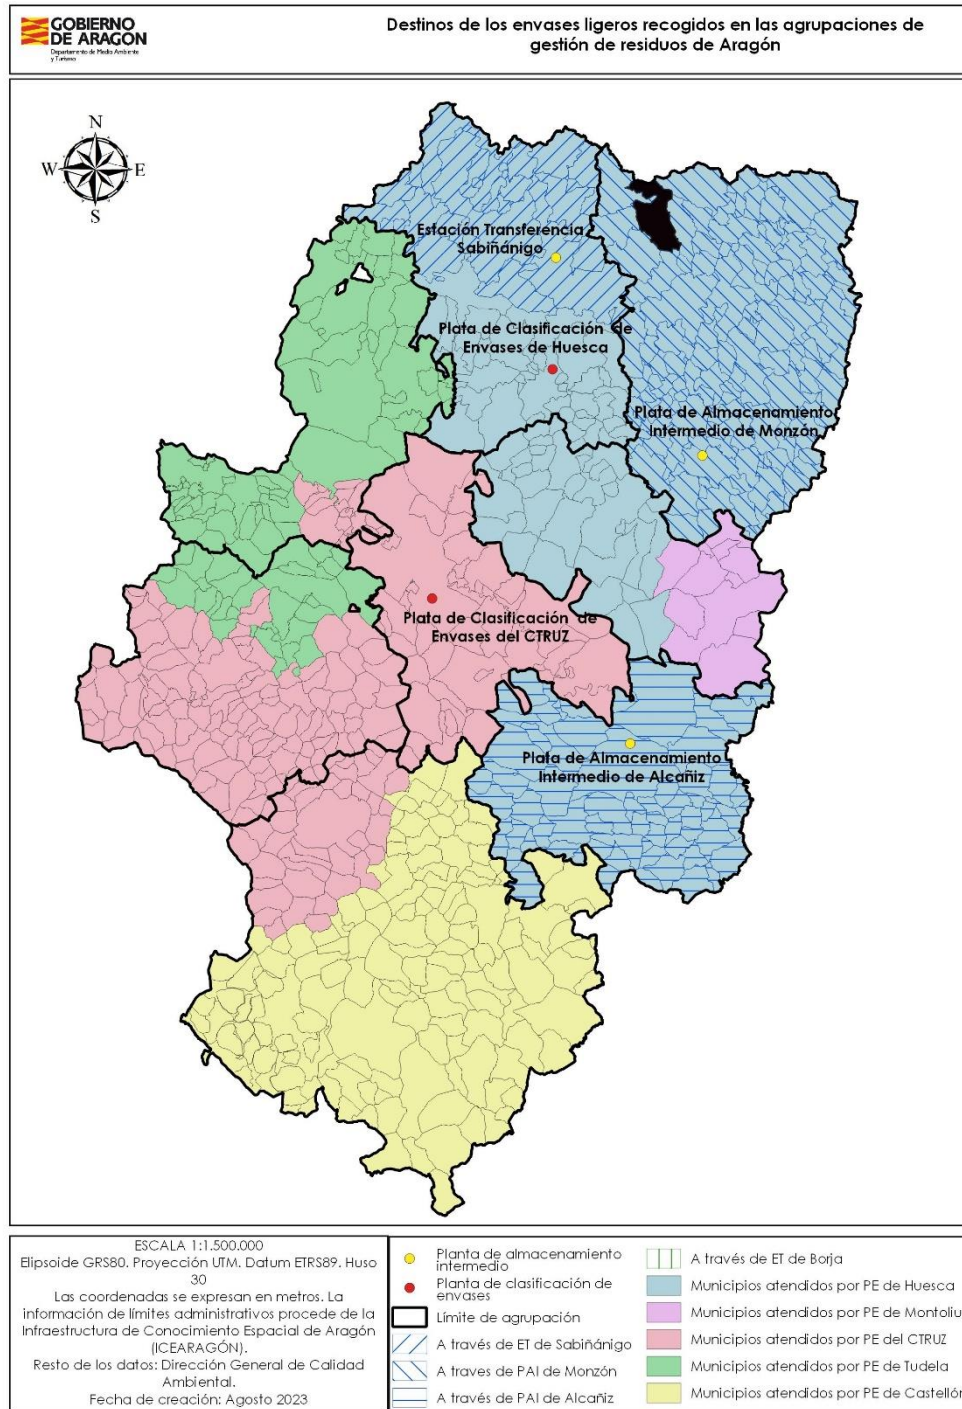 GOBIERNO
DE ARAGON
Departamento de Medio Ambiente
y Turismo
Destinos de los envases ligeros recogidos en las agrupaciones de
gestión de residuos de Aragón
N
W E
S
Estación Transferencia
Sabiñánigo
Plata de Clasificación de
Envases de Huesca
Plata de Almacenamiento
Intermedio de Monzón
Plata de Clasificación de
Envases del CTRUZ
Plata de Almacenamiento
Intermedio de Alcañiz
ESCALA 1:1.500.000
Elipsoide GRS80. Proyección UTM. Datum ETRS89. Huso
30
Las coordenadas se expresan en metros. La
información de límites administrativos procede de la
Infraestructura de Conocimiento Espacial de Aragón
(ICEARAGÓN).
Resto de los datos: Dirección General de Calidad
Ambiental.
Fecha de creación: Agosto 2023
Planta de almacenamiento
intermedio
Planta de clasificación de
envases
Límite de agrupación
A través de ET de Sabiñánigo
A traves de PAI de Monzón
A través de PAI de Alcañiz
A través de ET de Borja
Municipios atendidos por PE de Huesca
Municipios atendidos por PE de Montoliu
Municipios atendidos por PE del CTRUZ
Municipios atendidos por PE de Tudela
Municipios atendidos por PE de Castellón